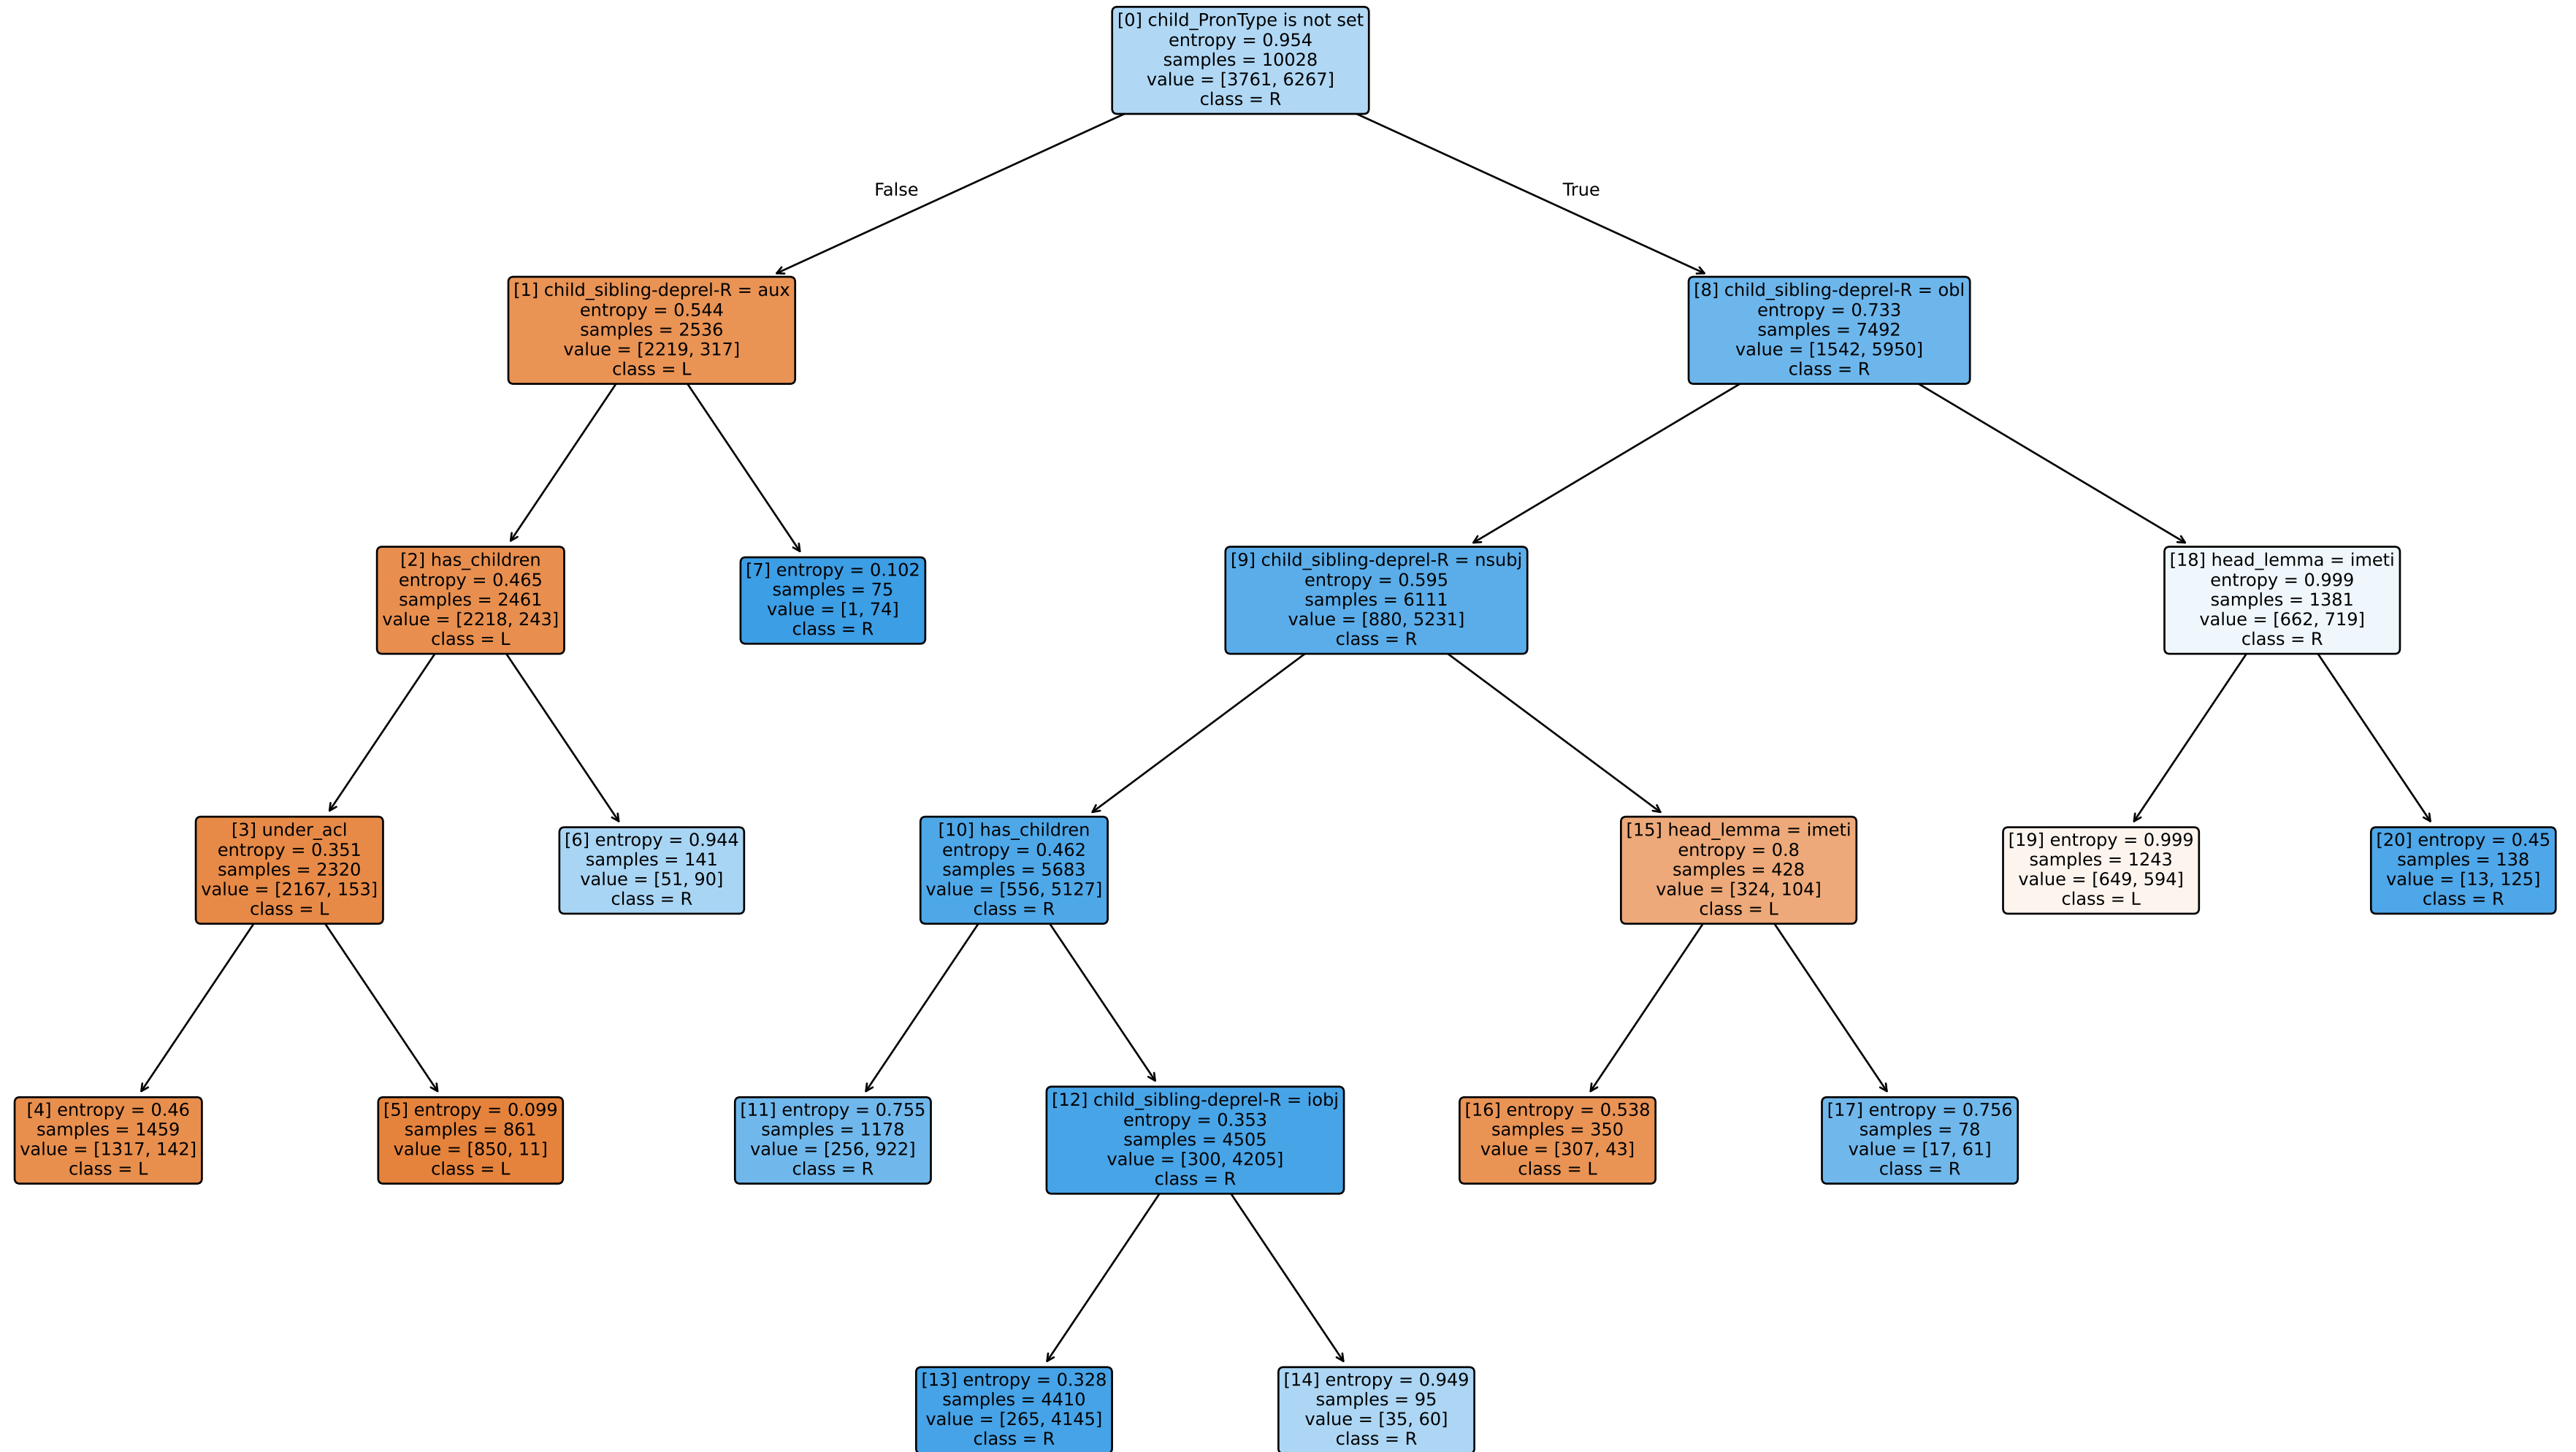 [0] child_PronType is not set
entropy = 0.954
samples = 10028
value = [3761, 6267]
class = R
False
True
[1] child_sibling-deprel-R = aux
entropy = 0.544
samples = 2536
value = [2219, 317]
class = L
[8] child_sibling-deprel-R = obl
entropy = 0.733
samples = 7492
value = [1542, 5950]
class = R
[2] has_children
entropy = 0.465
samples = 2461
value = [2218, 243]
class = L
[7] entropy = 0.102
samples = 75
value = [1, 74]
class = R
[9] child_sibling-deprel-R = nsubj
entropy = 0.595
samples = 6111
value = [880, 5231]
class = R
[18] head_lemma = imeti
entropy = 0.999
samples = 1381
value = [662, 719]
class = R
[3] under_acl
entropy = 0.351
samples = 2320
value = [2167, 153]
class = L
[6] entropy = 0.944
samples = 141
value = [51, 90]
class = R
[10] has_children
entropy = 0.462
samples = 5683
value = [556, 5127]
class = R
[15] head_lemma = imeti
entropy = 0.8
samples = 428
value = [324, 104]
class = L
[19] entropy = 0.999
samples = 1243
value = [649, 594]
class = L
[20] entropy = 0.45
samples = 138
value = [13, 125]
class = R
[4] entropy = 0.46
samples = 1459
value = [1317, 142]
class = L
[5] entropy = 0.099
samples = 861
value = [850, 11]
class = L
[11] entropy = 0.755
samples = 1178
value = [256, 922]
class = R
[12] child_sibling-deprel-R = iobj
entropy = 0.353
samples = 4505
value = [300, 4205]
class = R
[16] entropy = 0.538
samples = 350
value = [307, 43]
class = L
[17] entropy = 0.756
samples = 78
value = [17, 61]
class = R
[13] entropy = 0.328
samples = 4410
value = [265, 4145]
class = R
[14] entropy = 0.949
samples = 95
value = [35, 60]
class = R